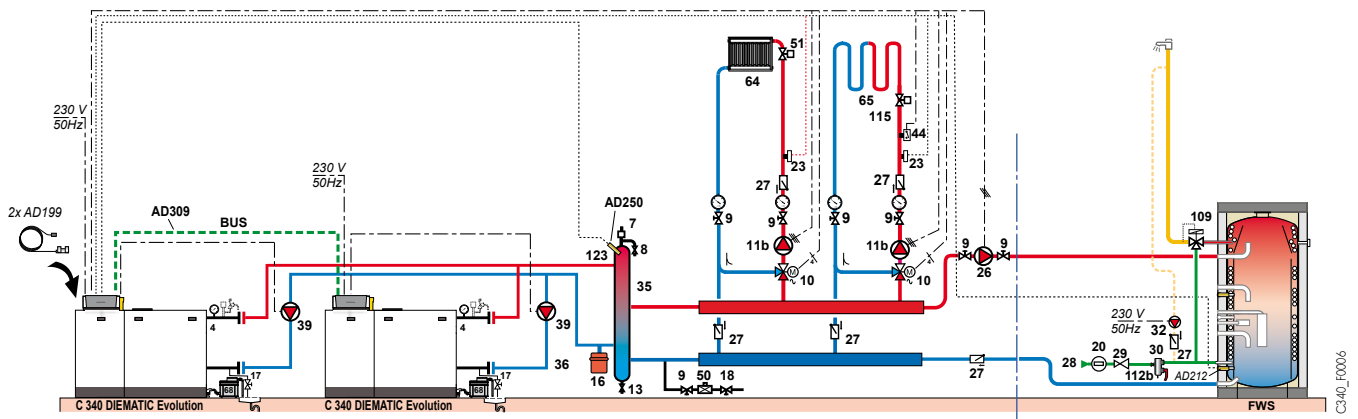 230 V
50Hz
2x AD199
AD309
BUS
230 V
50Hz
AD250
7
8
123
35
39
39
4
4
36
16
13
17
17
68
68
C 340 DIEMATIC Evolution
C 340 DIEMATIC Evolution
51
64
65
115
44
23
23
27
27
9
9
9
9
11b
11b
M
10
M
10
9
9
26
27
27
27
9
50
18
109
230 V
50Hz
32
27
28
20
29
30
112b
AD212
FWS
C340_F0006